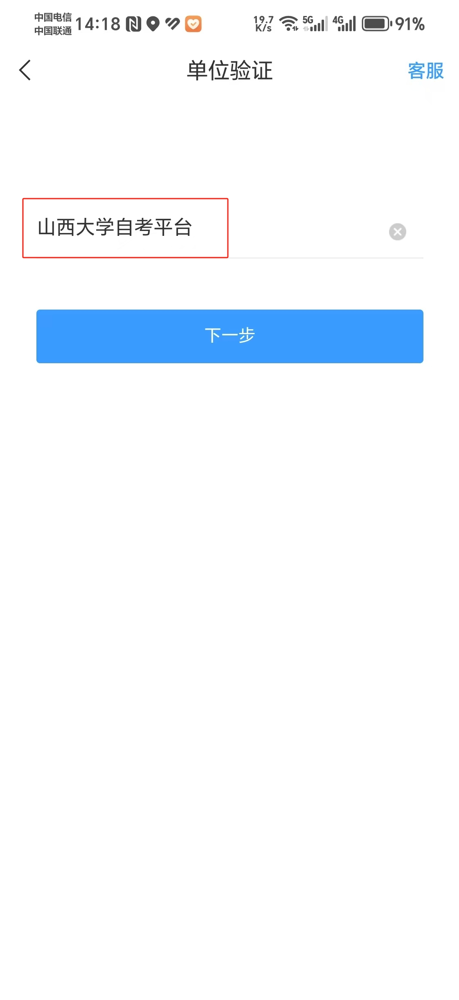 中国电信
中国联通
14:18
19.7
K/s
5G
4G
91%
单位验证
客服
山西大学自考平台
下一步